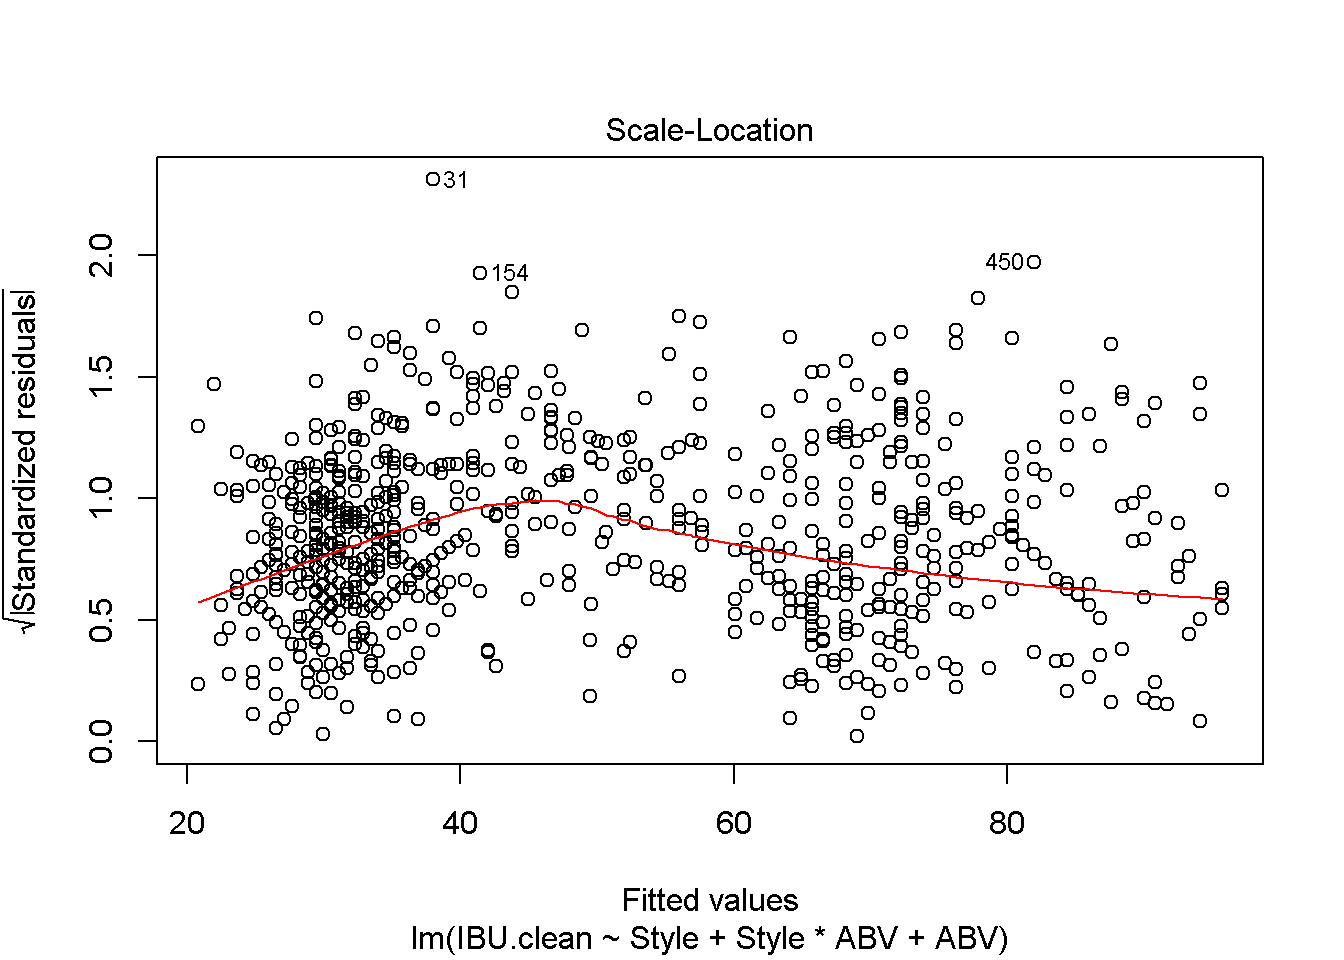 Scale-Location
√|Standardized residuals|
2.0
1.5
1.0
0.5
0.0
31
154
450
20 40 60 80
Fitted values
lm(IBU.clean ~ Style + Style * ABV + ABV)